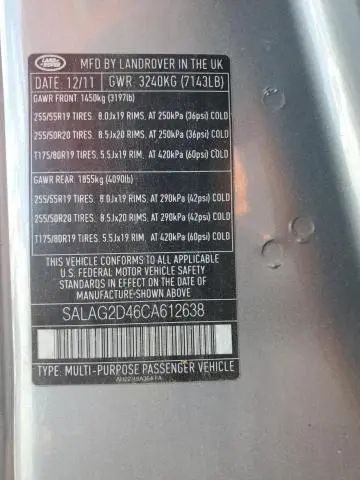 LAND ROVER
MFD BY LANDROVER IN THE UK
DATE: 12/11 GWR: 3240KG (7143LB)
GAWR FRONT: 1450kg (3197lb)
255/55R19 TIRES, 8.0Jx19 RIMS, AT 250kPa (36psi) COLD
255/50R20 TIRES, 8.5Jx20 RIMS, AT 250kPa (36psi) COLD
T175/80R19 TIRES, 5.5Jx19 RIMS, AT 420kPa (60psi) COLD
GAWR REAR: 1855kg (4090lb)
255/55R19 TIRES, 8.0Jx19 RIMS, AT 290kPa (42psi) COLD
255/50R20 TIRES, 8.5Jx20 RIMS, AT 290kPa (42psi) COLD
T175/80R19 TIRES, 5.5Jx19 RIMS, AT 420kPa (60psi) COLD
THIS VEHICLE CONFORMS TO ALL APPLICABLE
U.S. FEDERAL MOTOR VEHICLE SAFETY
STANDARDS IN EFFECT ON THE DATE OF
MANUFACTURE SHOWN ABOVE
SALAG2D46CA612638
TYPE: MULTI-PURPOSE PASSENGER VEHICLE